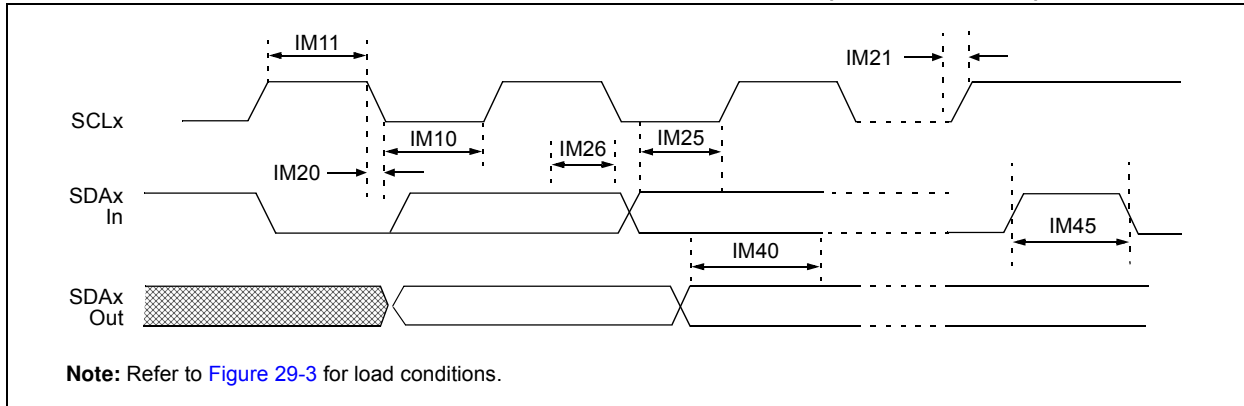 IM11
IM21
SCLx
IM10
IM26
IM25
IM20
SDAx
In
IM45
IM40
SDAx
Out
Note: Refer to Figure 29-3 for load conditions.